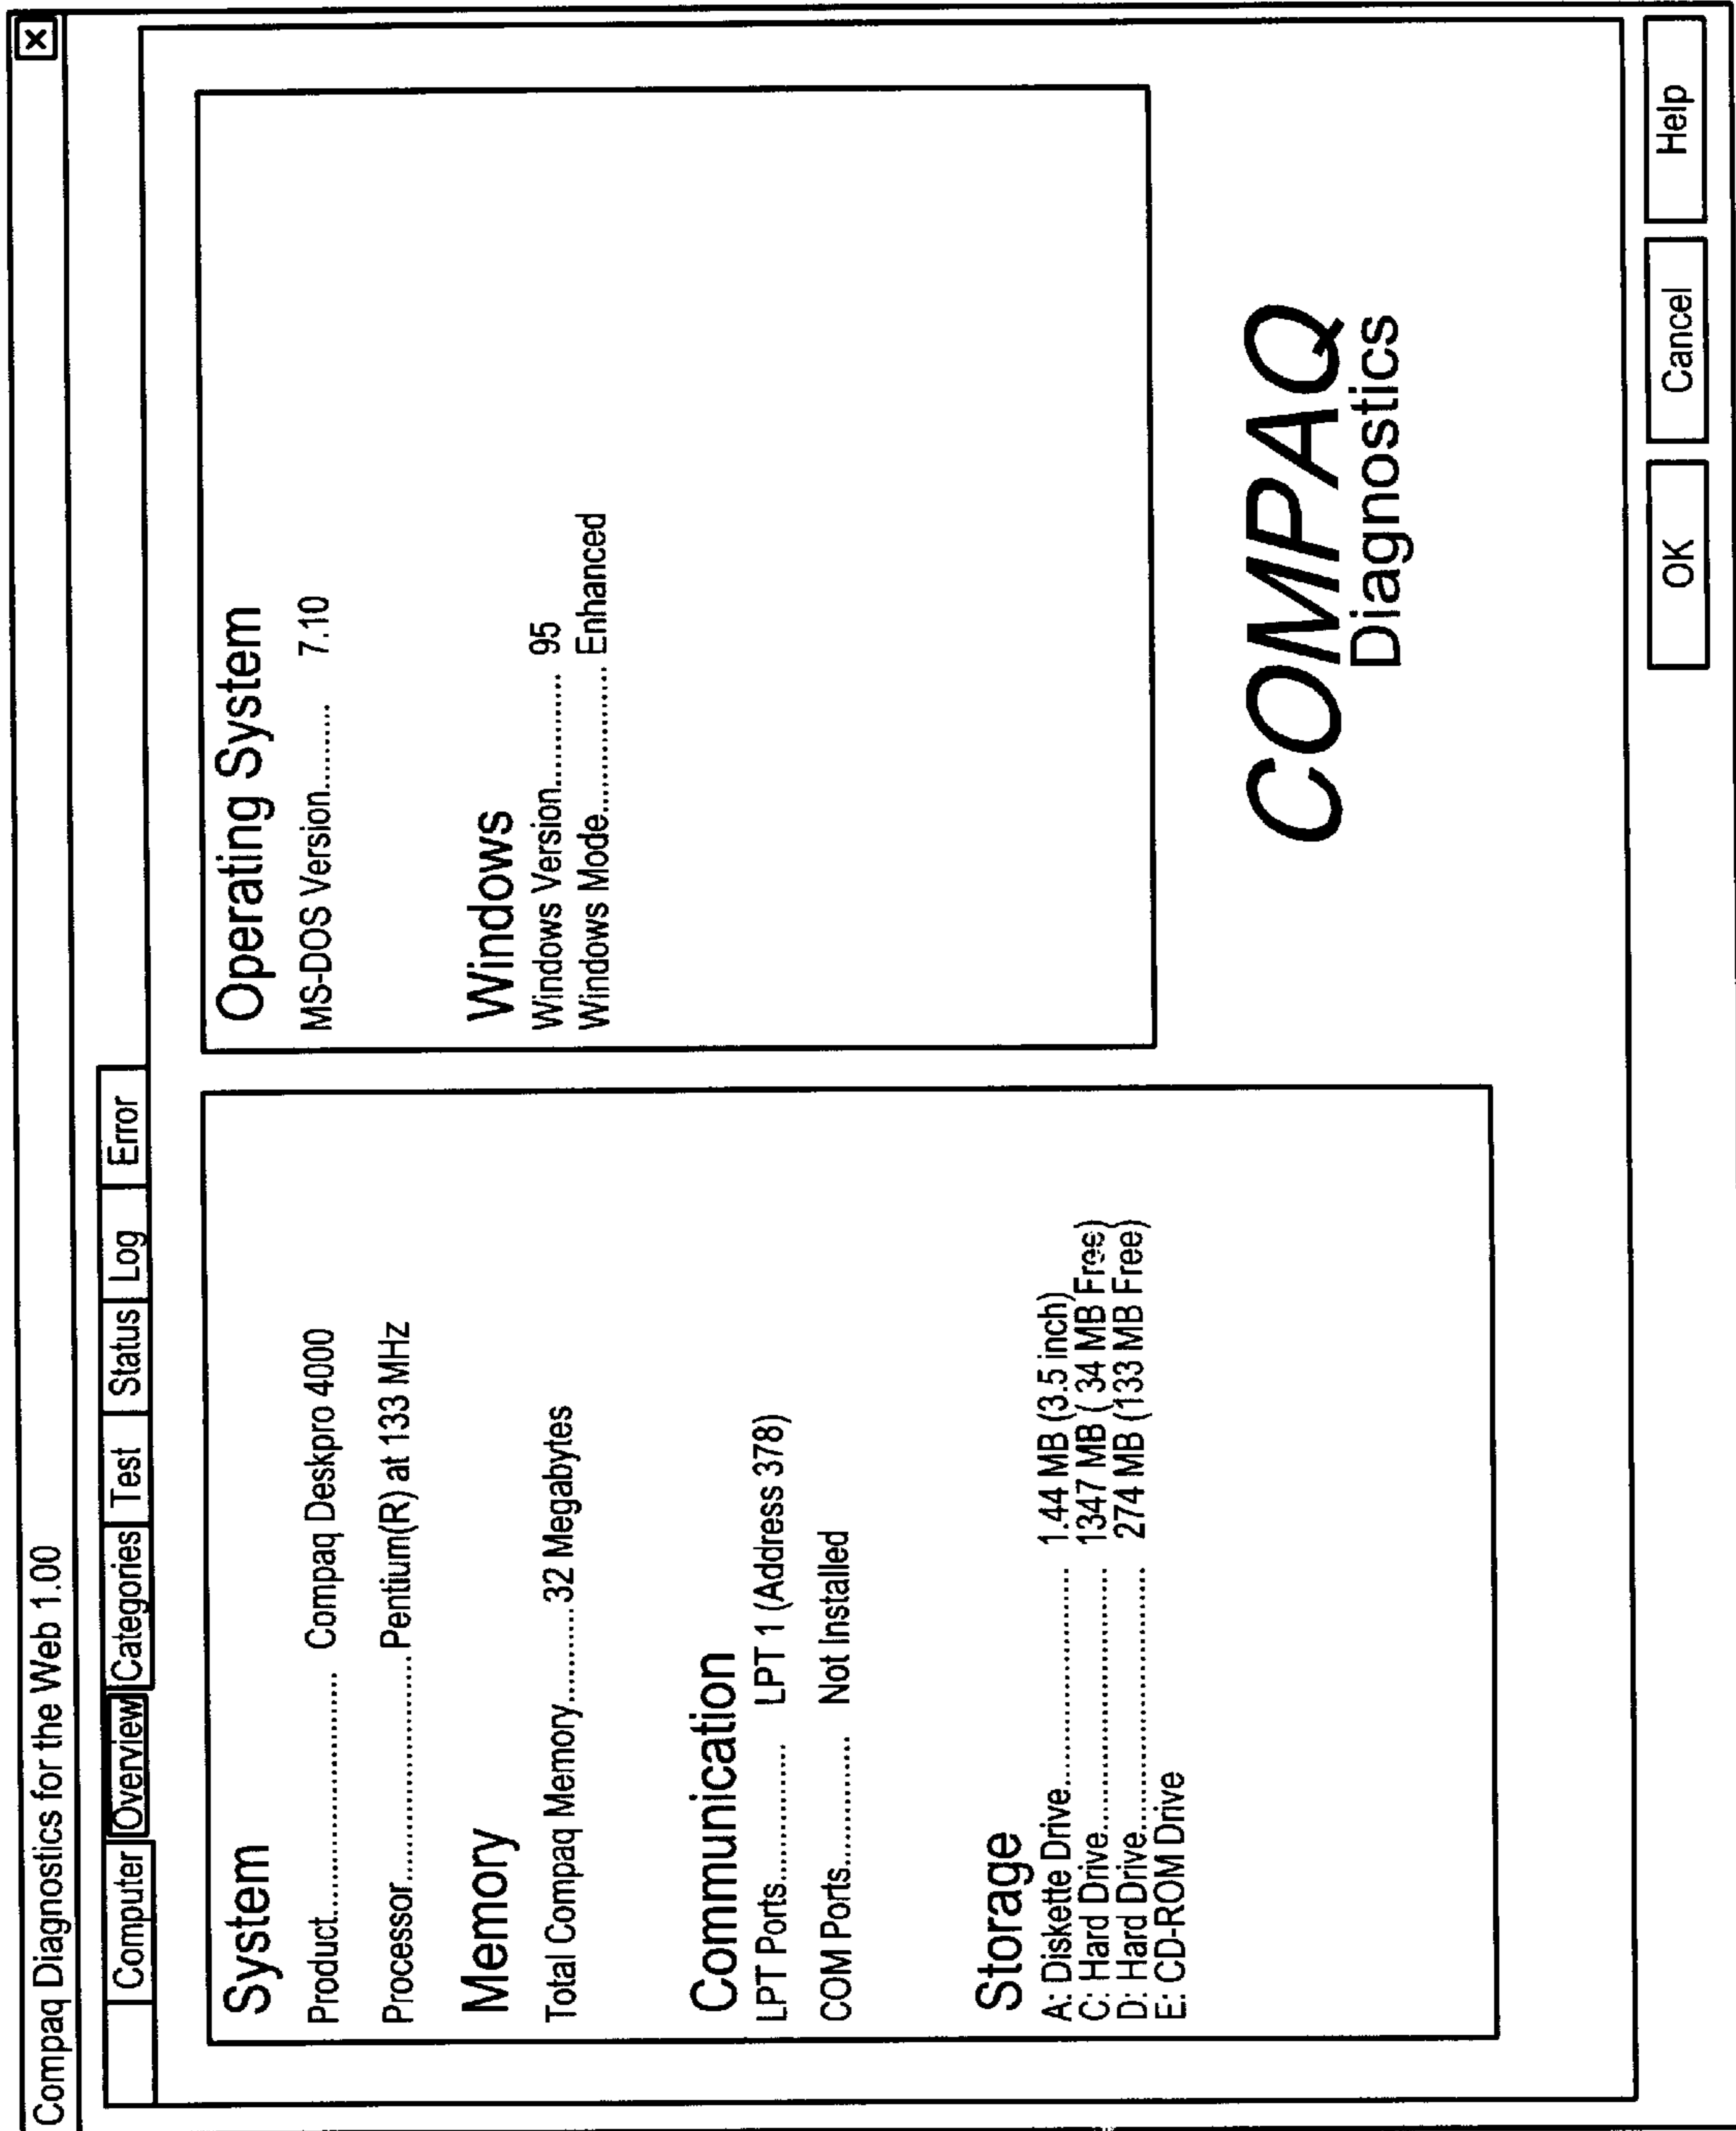 Compaq Diagnostics for the Web 1.00
x
Computer Overview Categories Test Status Log Error
System
Product.......................... Compaq Deskpro 4000
Processor......................Pentium(R) at 133 MHz
Memory
Total Compaq Memory.........32 Megabytes
Communication
LPT Ports.............. LPT 1 (Address 378)
COM Ports.............. Not Installed
Storage
A: Diskette Drive........................ 1.44 MB (3.5 inch)
C: Hard Drive............................ 1347 MB ( 34 MB Free)
D: Hard Drive............................ 274 MB (133 MB Free)
E: CD-ROM Drive
Operating System
MS-DOS Version......... 7.10
Windows
Windows Version.............. 95
Windows Mode.................. Enhanced
COMPAQ
Diagnostics
OK Cancel Help